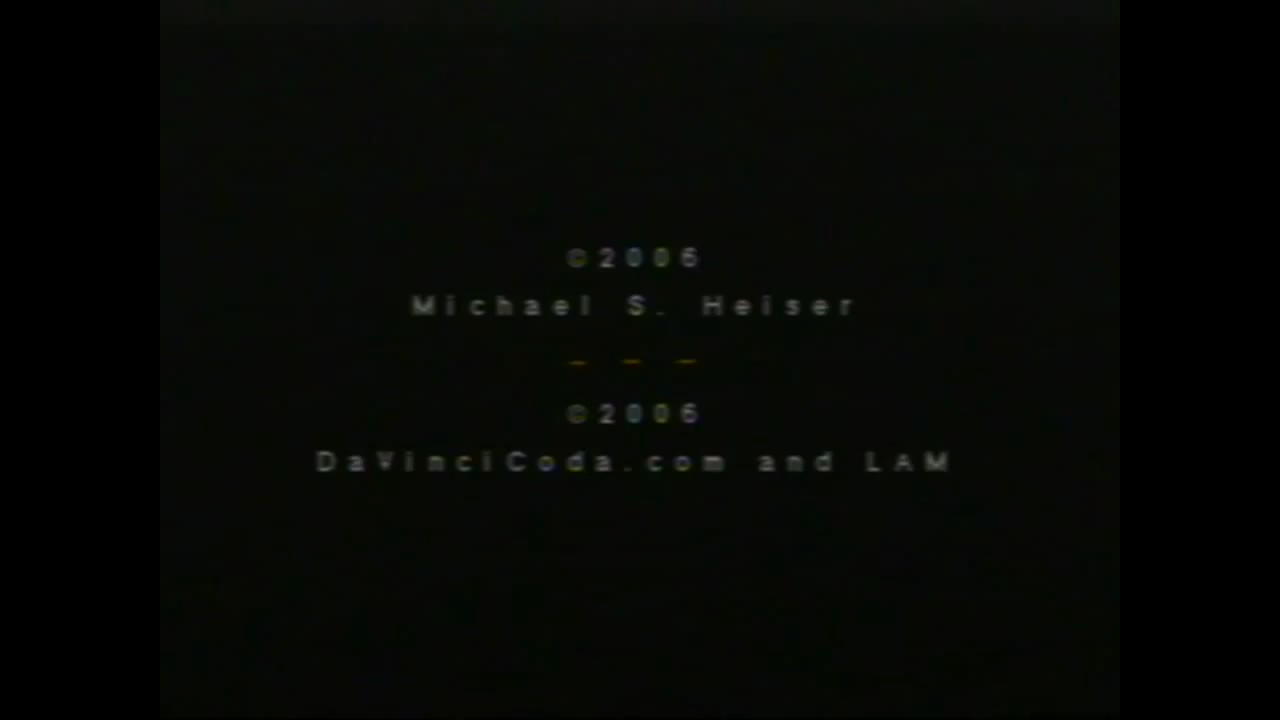 ©2006
Michael S. Heiser
– – –
©2006
DaVinciCoda.com and LAM